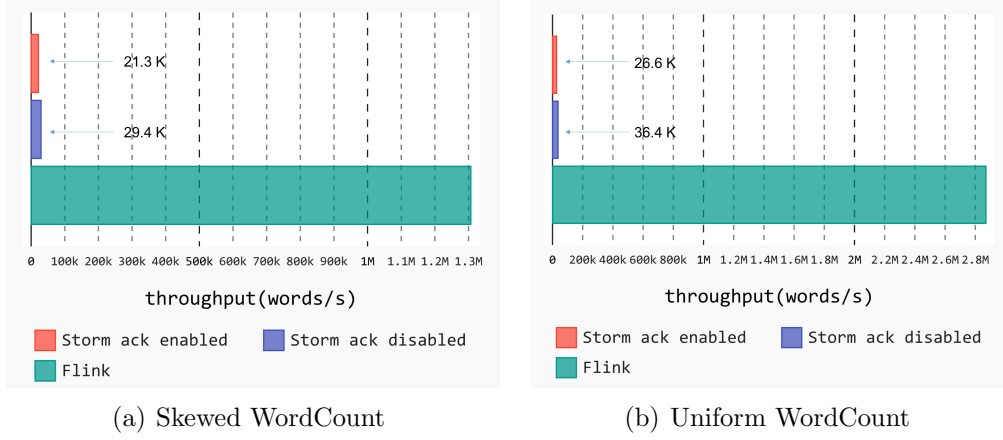 21.3 K
29.4 K
0 100k 200k 300k 400k 500k 600k 700k 800k 900k 1M 1.1M 1.2M 1.3M
throughput(words/s)
Storm ack enabled Storm ack disabled
Flink
(a) Skewed WordCount
26.6 K
36.4 K
0 200k 400k 600k 800k 1M 1.2M 1.4M 1.6M 1.8M 2M 2.2M 2.4M 2.6M 2.8M
throughput(words/s)
Storm ack enabled Storm ack disabled
Flink
(b) Uniform WordCount